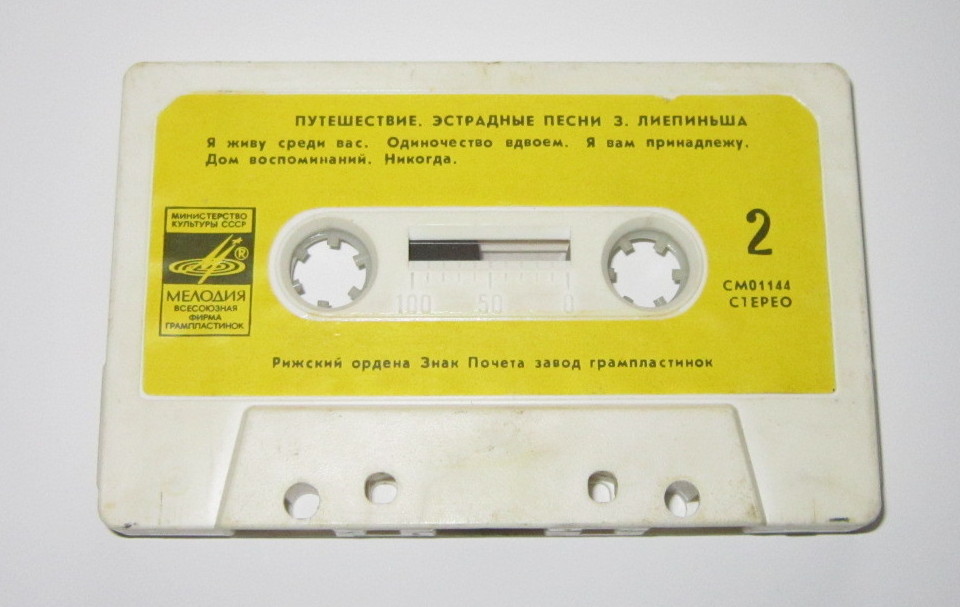 ПУТЕШЕСТВИЕ. ЭСТРАДНЫЕ ПЕСНИ З. ЛИЕПИНЬША
Я живу среди вас. Одиночество вдвоем. Я вам принадлежу.
Дом воспоминаний. Никогда.
МИНИСТЕРСТВО
КУЛЬТУРЫ СССР
®
МЕЛОДИЯ
ВСЕСОЮЗНАЯ
ФИРМА
ГРАМПЛАСТИНОК
2
СМ01144
СТЕРЕО
100 50 0
Рижский ордена Знак Почета завод грампластинок